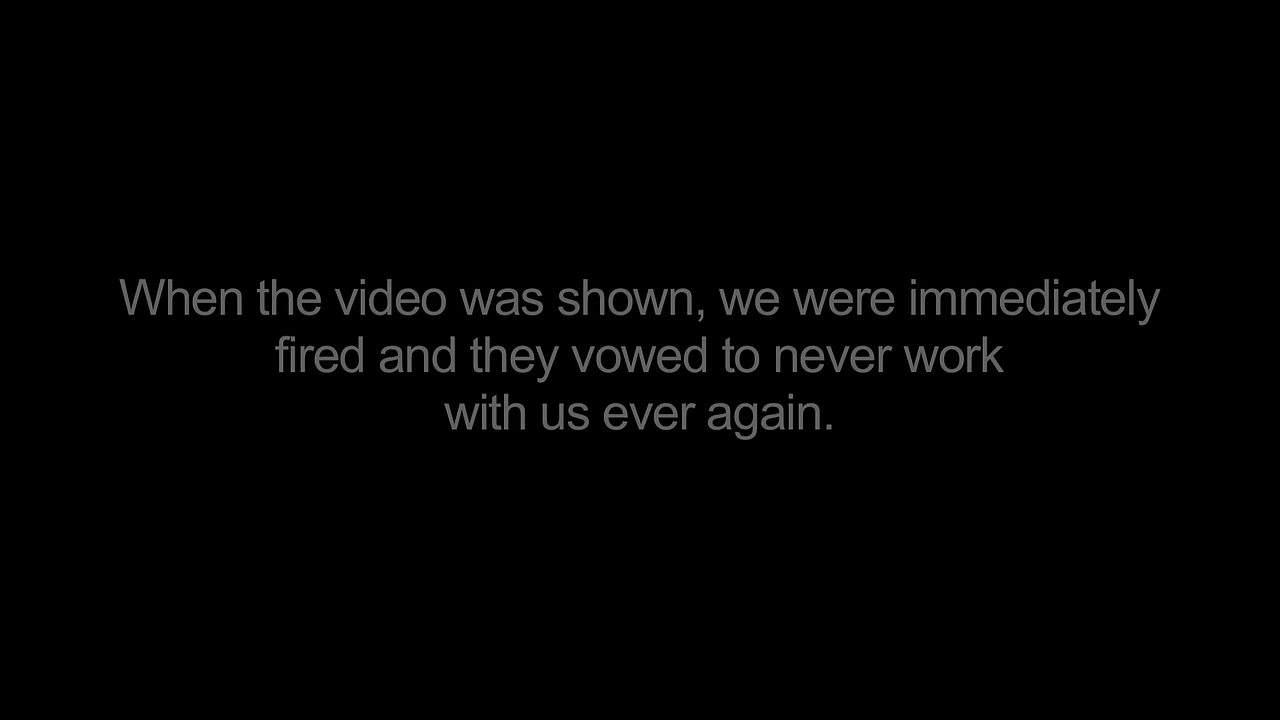 When the video was shown, we were immediately
fired and they vowed to never work
with us ever again.